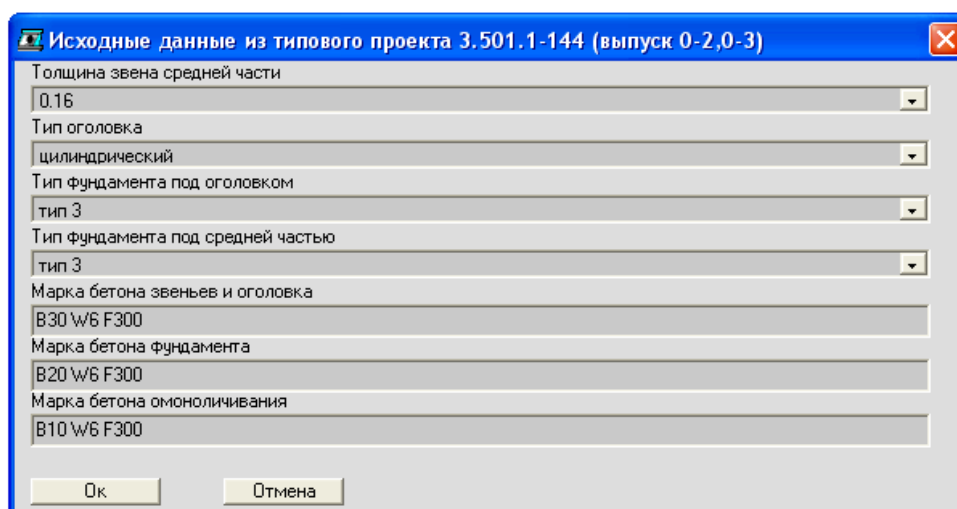 Исходные данные из типового проекта 3.501.1-144 (выпуск 0-2,0-3)
Толщина звена средней части
0.16
Тип оголовка
цилиндрический
Тип фундамента под оголовком
тип 3
Тип фундамента под средней частью
тип 3
Марка бетона звеньев и оголовка
B30 W6 F300
Марка бетона фундамента
B20 W6 F300
Марка бетона омоноличивания
B10 W6 F300
Ок Отмена